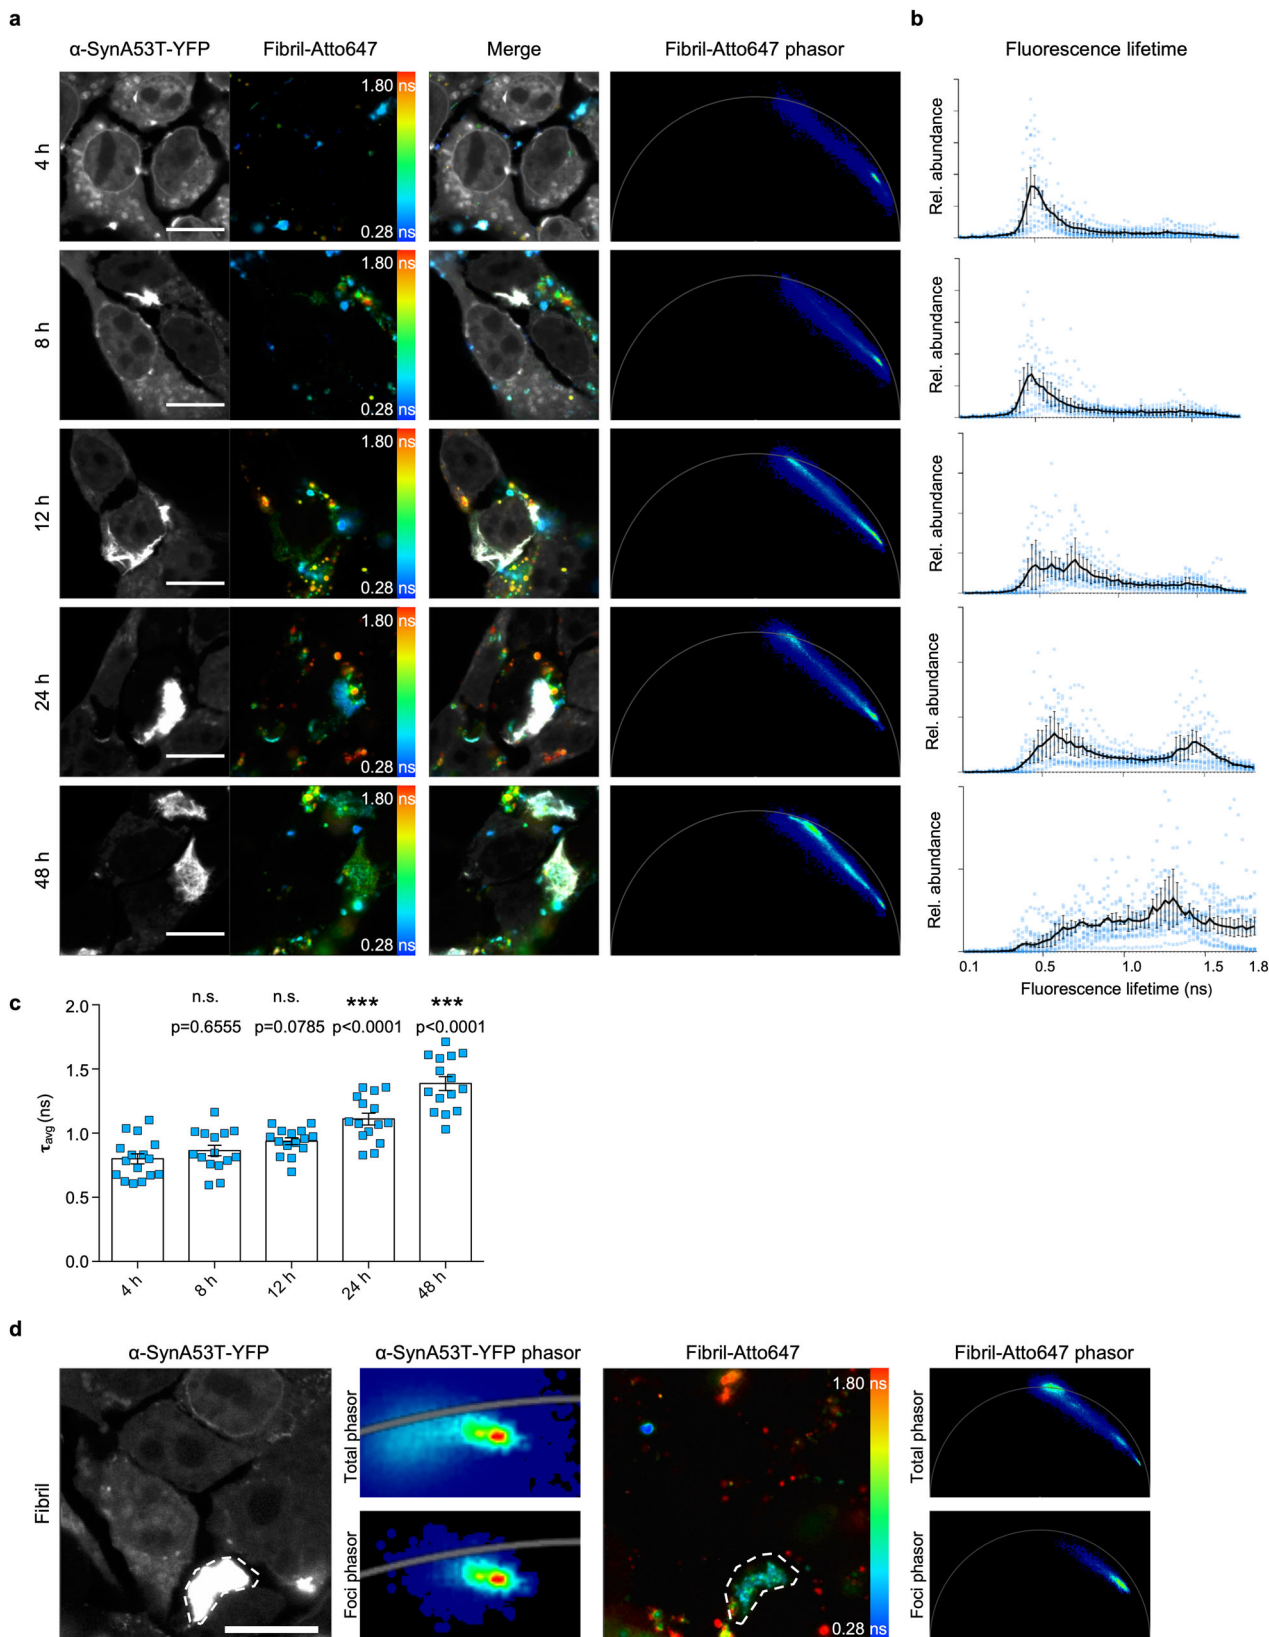 a
b
α-SynA53T-YFP Fibril-Atto647 Merge Fibril-Atto647 phasor Fluorescence lifetime
4 h
1.80 ns
0.28 ns
Rel. abundance
8 h
1.80 ns
0.28 ns
Rel. abundance
12 h
1.80 ns
0.28 ns
Rel. abundance
24 h
1.80 ns
0.28 ns
Rel. abundance
48 h
1.80 ns
0.28 ns
Rel. abundance
0.1 0.5 1.0 1.5 1.8
Fluorescence lifetime (ns)
c
n.s. n.s. *** ***
p=0.6555 p=0.0785 p<0.0001 p<0.0001
2.0
1.5
1.0
0.5
0.0
τavg (ns)
4 h 8 h 12 h 24 h 48 h
d
α-SynA53T-YFP α-SynA53T-YFP phasor Fibril-Atto647 Fibril-Atto647 phasor
Fibril
Total phasor
Foci phasor
1.80 ns
0.28 ns
Total phasor
Foci phasor